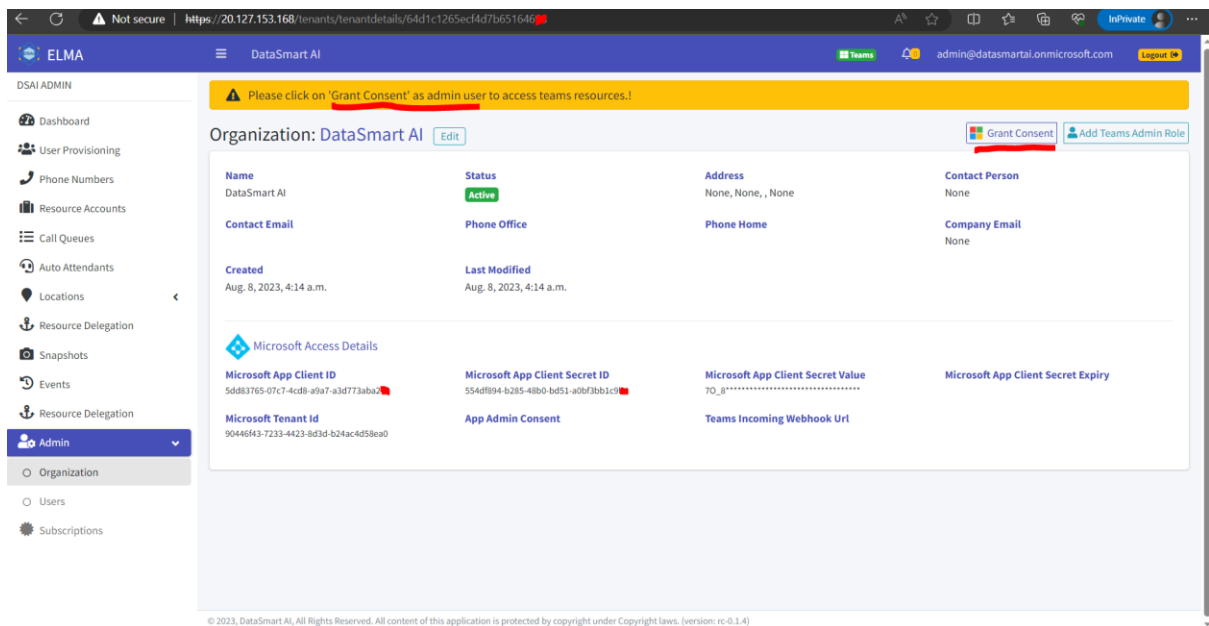 Not secure | https://20.127.153.168/tenants/tenantdetails/64d1c1265ecf4d7b651646
InPrivate
ELMA
DataSmart AI
Teams
admin@datasmartai.onmicrosoft.com
Logout
DSAI ADMIN
Dashboard
User Provisioning
Phone Numbers
Resource Accounts
Call Queues
Auto Attendants
Locations
Resource Delegation
Snapshots
Events
Resource Delegation
Admin
Organization
Users
Subscriptions
Please click on 'Grant Consent' as admin user to access teams resources.!
Organization: DataSmart AI Edit
Grant Consent
Add Teams Admin Role
Name Status Address Contact Person
DataSmart AI Active None, None, , None None
Contact Email Phone Office Phone Home Company Email
None
Created Last Modified
Aug. 8, 2023, 4:14 a.m. Aug. 8, 2023, 4:14 a.m.
Microsoft Access Details
Microsoft App Client ID Microsoft App Client Secret ID Microsoft App Client Secret Value Microsoft App Client Secret Expiry
5dd83765-07c7-4cd8-a9a7-a3d773aba2 554df894-b285-48b0-bd51-a0bf3bb1c9 7O_8**********************************
Microsoft Tenant Id App Admin Consent Teams Incoming Webhook Url
90446f43-7233-4423-8d3d-b24ac4d58ea0
© 2023, DataSmart AI, All Rights Reserved. All content of this application is protected by copyright under Copyright laws. (version: rc-0.1.4)